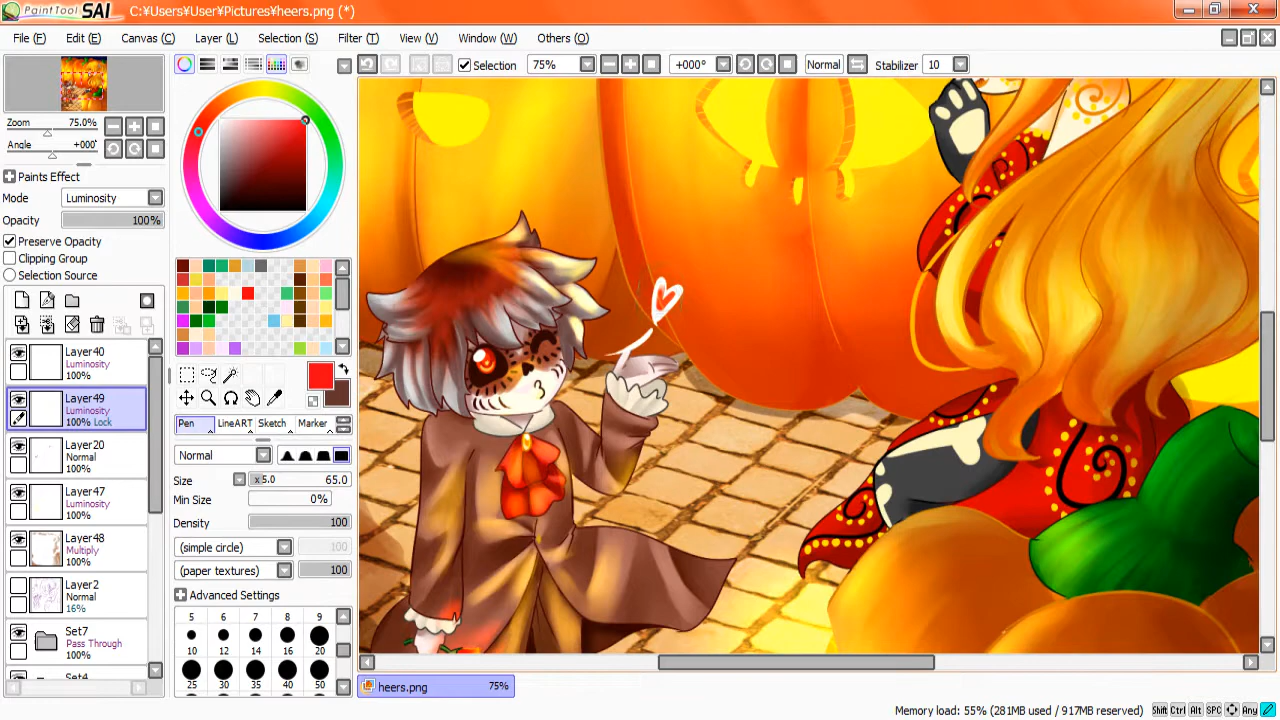 PaintTool SAI C:¥Users¥User¥Pictures¥heers.png (*)
File (F) Edit (E) Canvas (C) Layer (L) Selection (S) Filter (T) View (V) Window (W) Others (O)
Selection 75% +000° Normal Stabilizer 10
Zoom 75.0%
Angle +000°
Paints Effect
Mode Luminosity
Opacity 100%
Preserve Opacity
Clipping Group
Selection Source
Layer40
Luminosity
100%
Layer49
Luminosity
100% Lock
Layer20
Normal
100%
Layer47
Luminosity
100%
Layer48
Multiply
100%
Layer2
Normal
16%
Set7
Pass Through
100%
Set4
Pen LineART Sketch Marker
Normal
Size x5.0 65.0
Min Size 0%
Density 100
(simple circle) 100
(paper textures) 100
Advanced Settings
5 6 7 8 9
10 12 14 16 20
25 30 35 40 50
heers.png 75%
Memory load: 55% (281MB used / 917MB reserved) Shift Ctrl Alt SPC Any